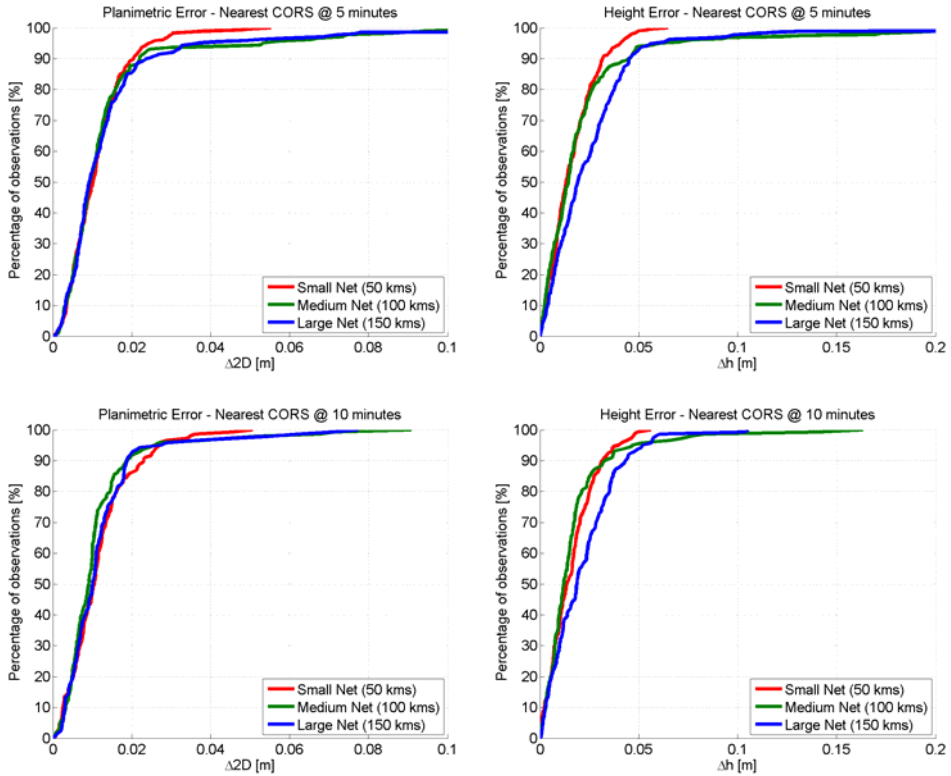 Planimetric Error - Nearest CORS @ 5 minutes
100
90
80
70
60
50
40
30
20
10
0
Percentage of observations [%]
0
0.02
0.04
0.06
0.08
0.1
Δ2D [m]
Small Net (50 kms)
Medium Net (100 kms)
Large Net (150 kms)
Height Error - Nearest CORS @ 5 minutes
100
90
80
70
60
50
40
30
20
10
0
Percentage of observations [%]
0
0.05
0.1
0.15
0.2
Δh [m]
Small Net (50 kms)
Medium Net (100 kms)
Large Net (150 kms)
Planimetric Error - Nearest CORS @ 10 minutes
100
90
80
70
60
50
40
30
20
10
0
Percentage of observations [%]
0
0.02
0.04
0.06
0.08
0.1
Δ2D [m]
Small Net (50 kms)
Medium Net (100 kms)
Large Net (150 kms)
Height Error - Nearest CORS @ 10 minutes
100
90
80
70
60
50
40
30
20
10
0
Percentage of observations [%]
0
0.05
0.1
0.15
0.2
Δh [m]
Small Net (50 kms)
Medium Net (100 kms)
Large Net (150 kms)